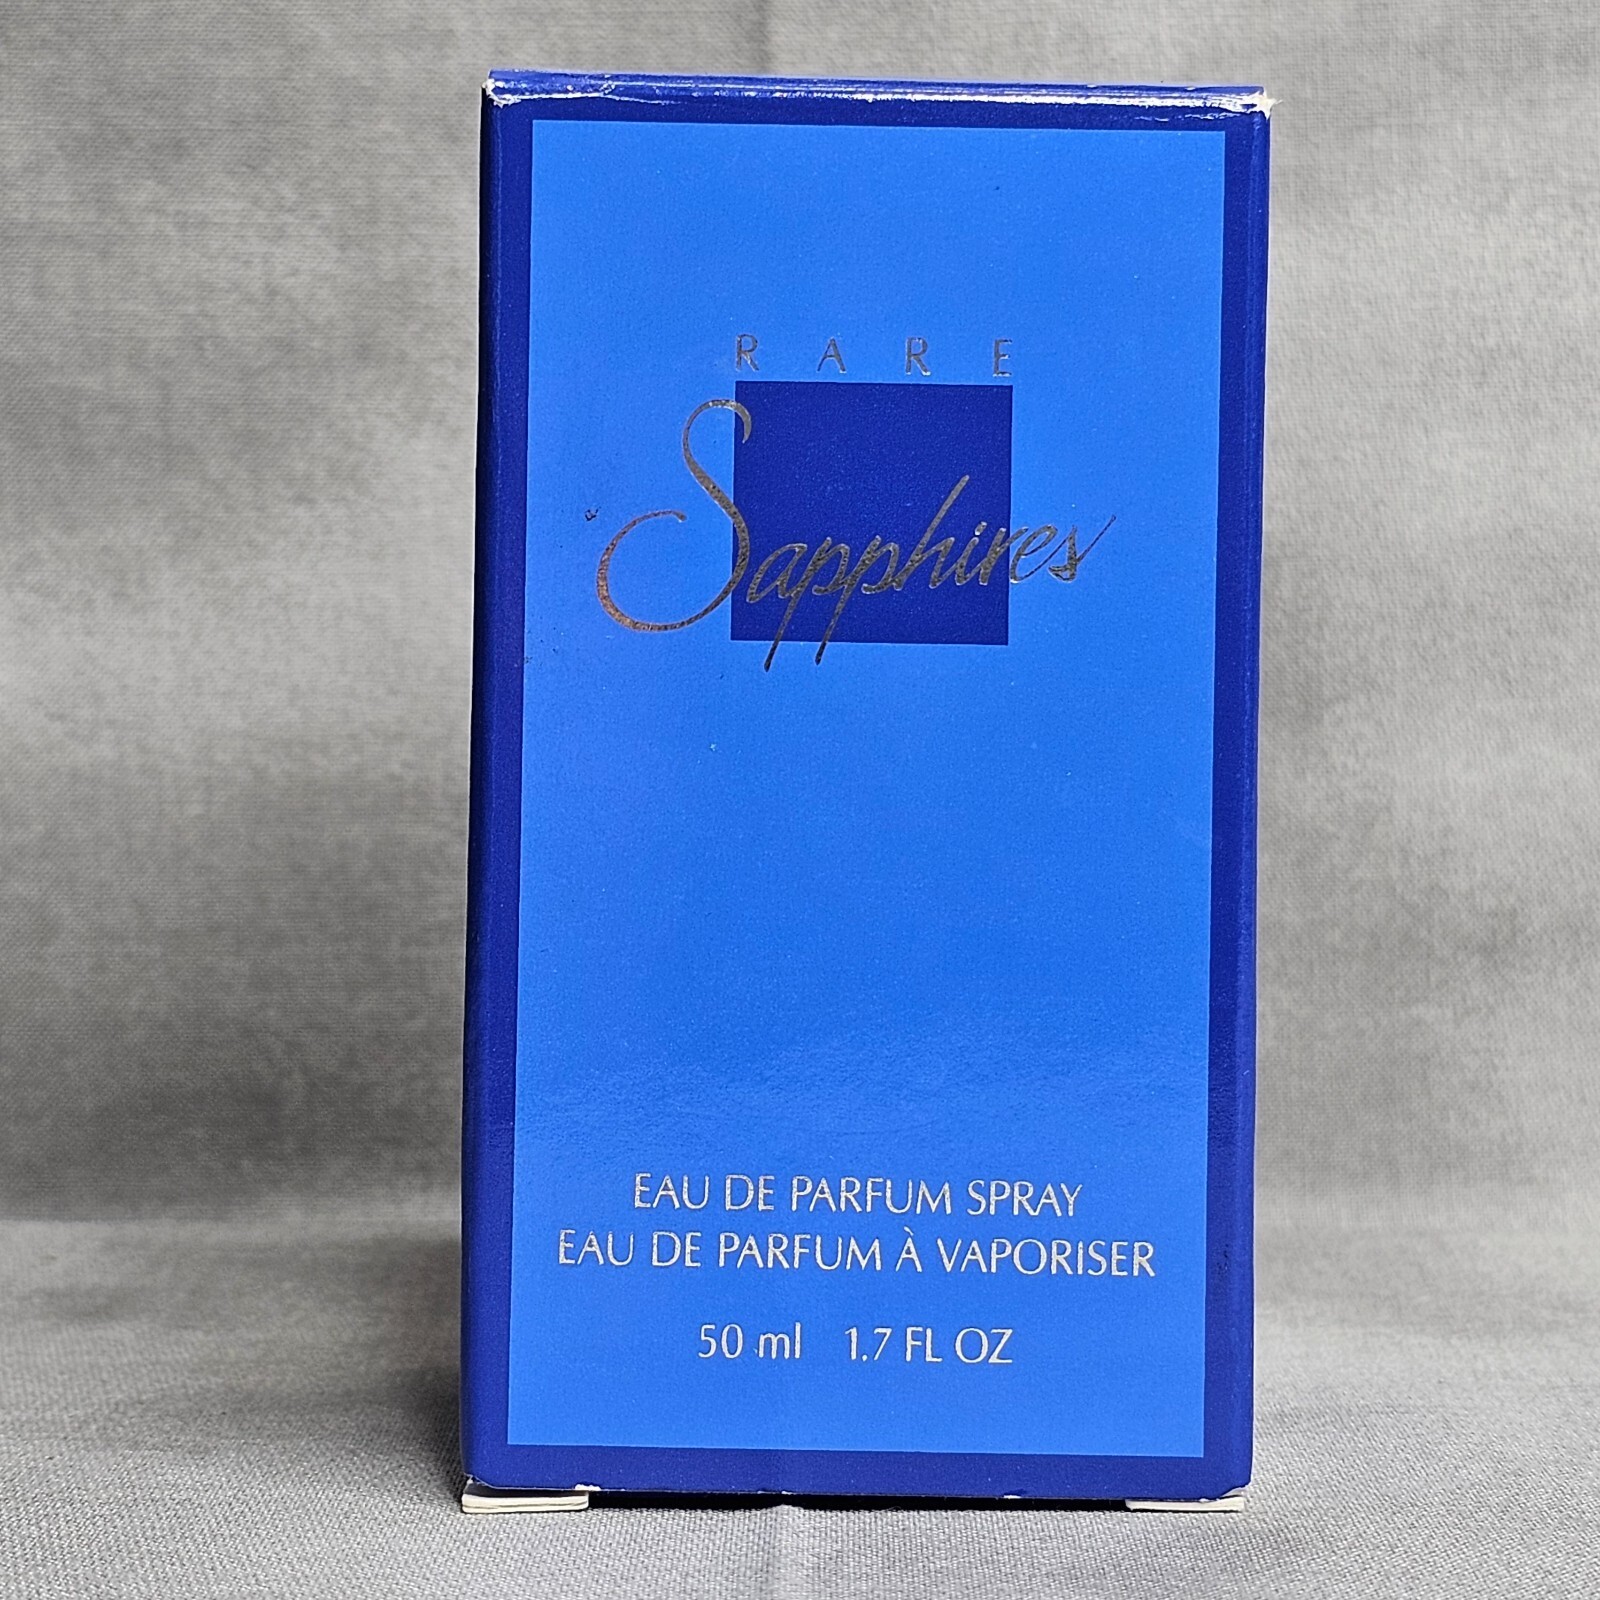 RARE
Sapphires
EAU DE PARFUM SPRAY
EAU DE PARFUM À VAPORISER
50 ml 1.7 FL OZ